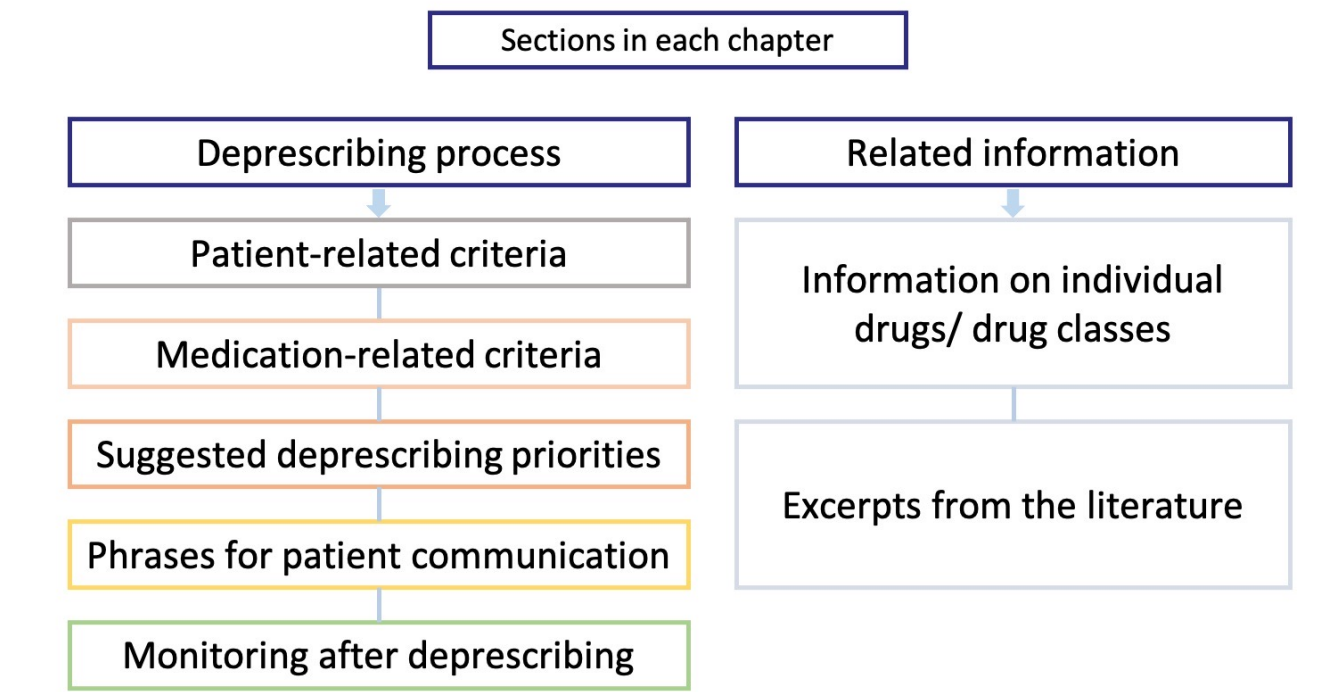 Sections in each chapter
Deprescribing process
Patient-related criteria
Medication-related criteria
Suggested deprescribing priorities
Phrases for patient communication
Monitoring after deprescribing
Related information
Information on individual
drugs/ drug classes
Excerpts from the literature